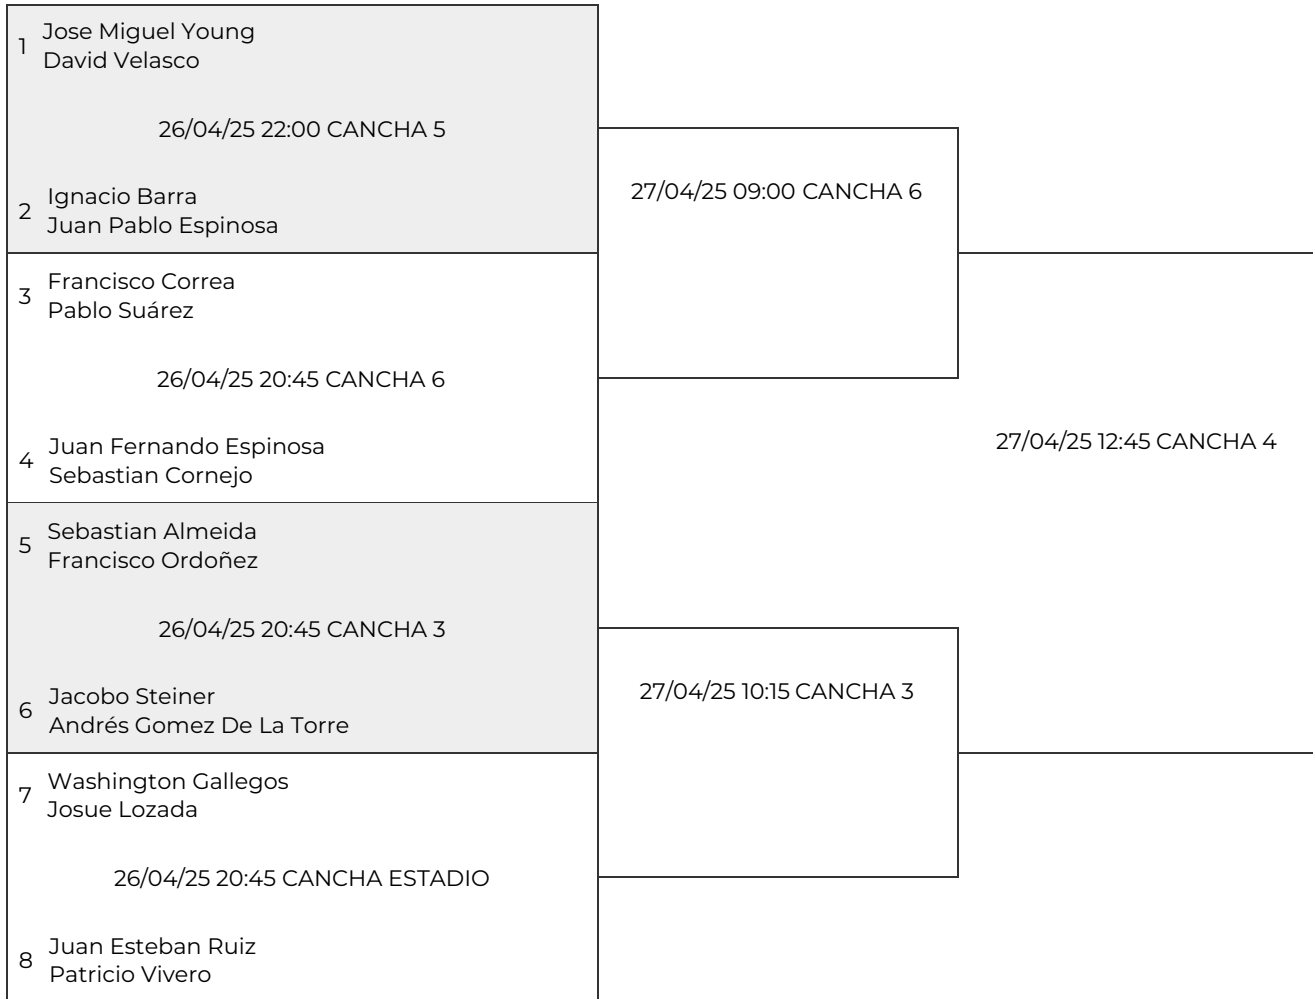 1
Jose Miguel Young
David Velasco
26/04/25 22:00 CANCHA 5
2
Ignacio Barra
Juan Pablo Espinosa
3
Francisco Correa
Pablo Suárez
26/04/25 20:45 CANCHA 6
4
Juan Fernando Espinosa
Sebastian Cornejo
5
Sebastian Almeida
Francisco Ordoñez
26/04/25 20:45 CANCHA 3
6
Jacobo Steiner
Andrés Gomez De La Torre
7
Washington Gallegos
Josue Lozada
26/04/25 20:45 CANCHA ESTADIO
8
Juan Esteban Ruiz
Patricio Vivero
27/04/25 09:00 CANCHA 6
27/04/25 10:15 CANCHA 3
27/04/25 12:45 CANCHA 4